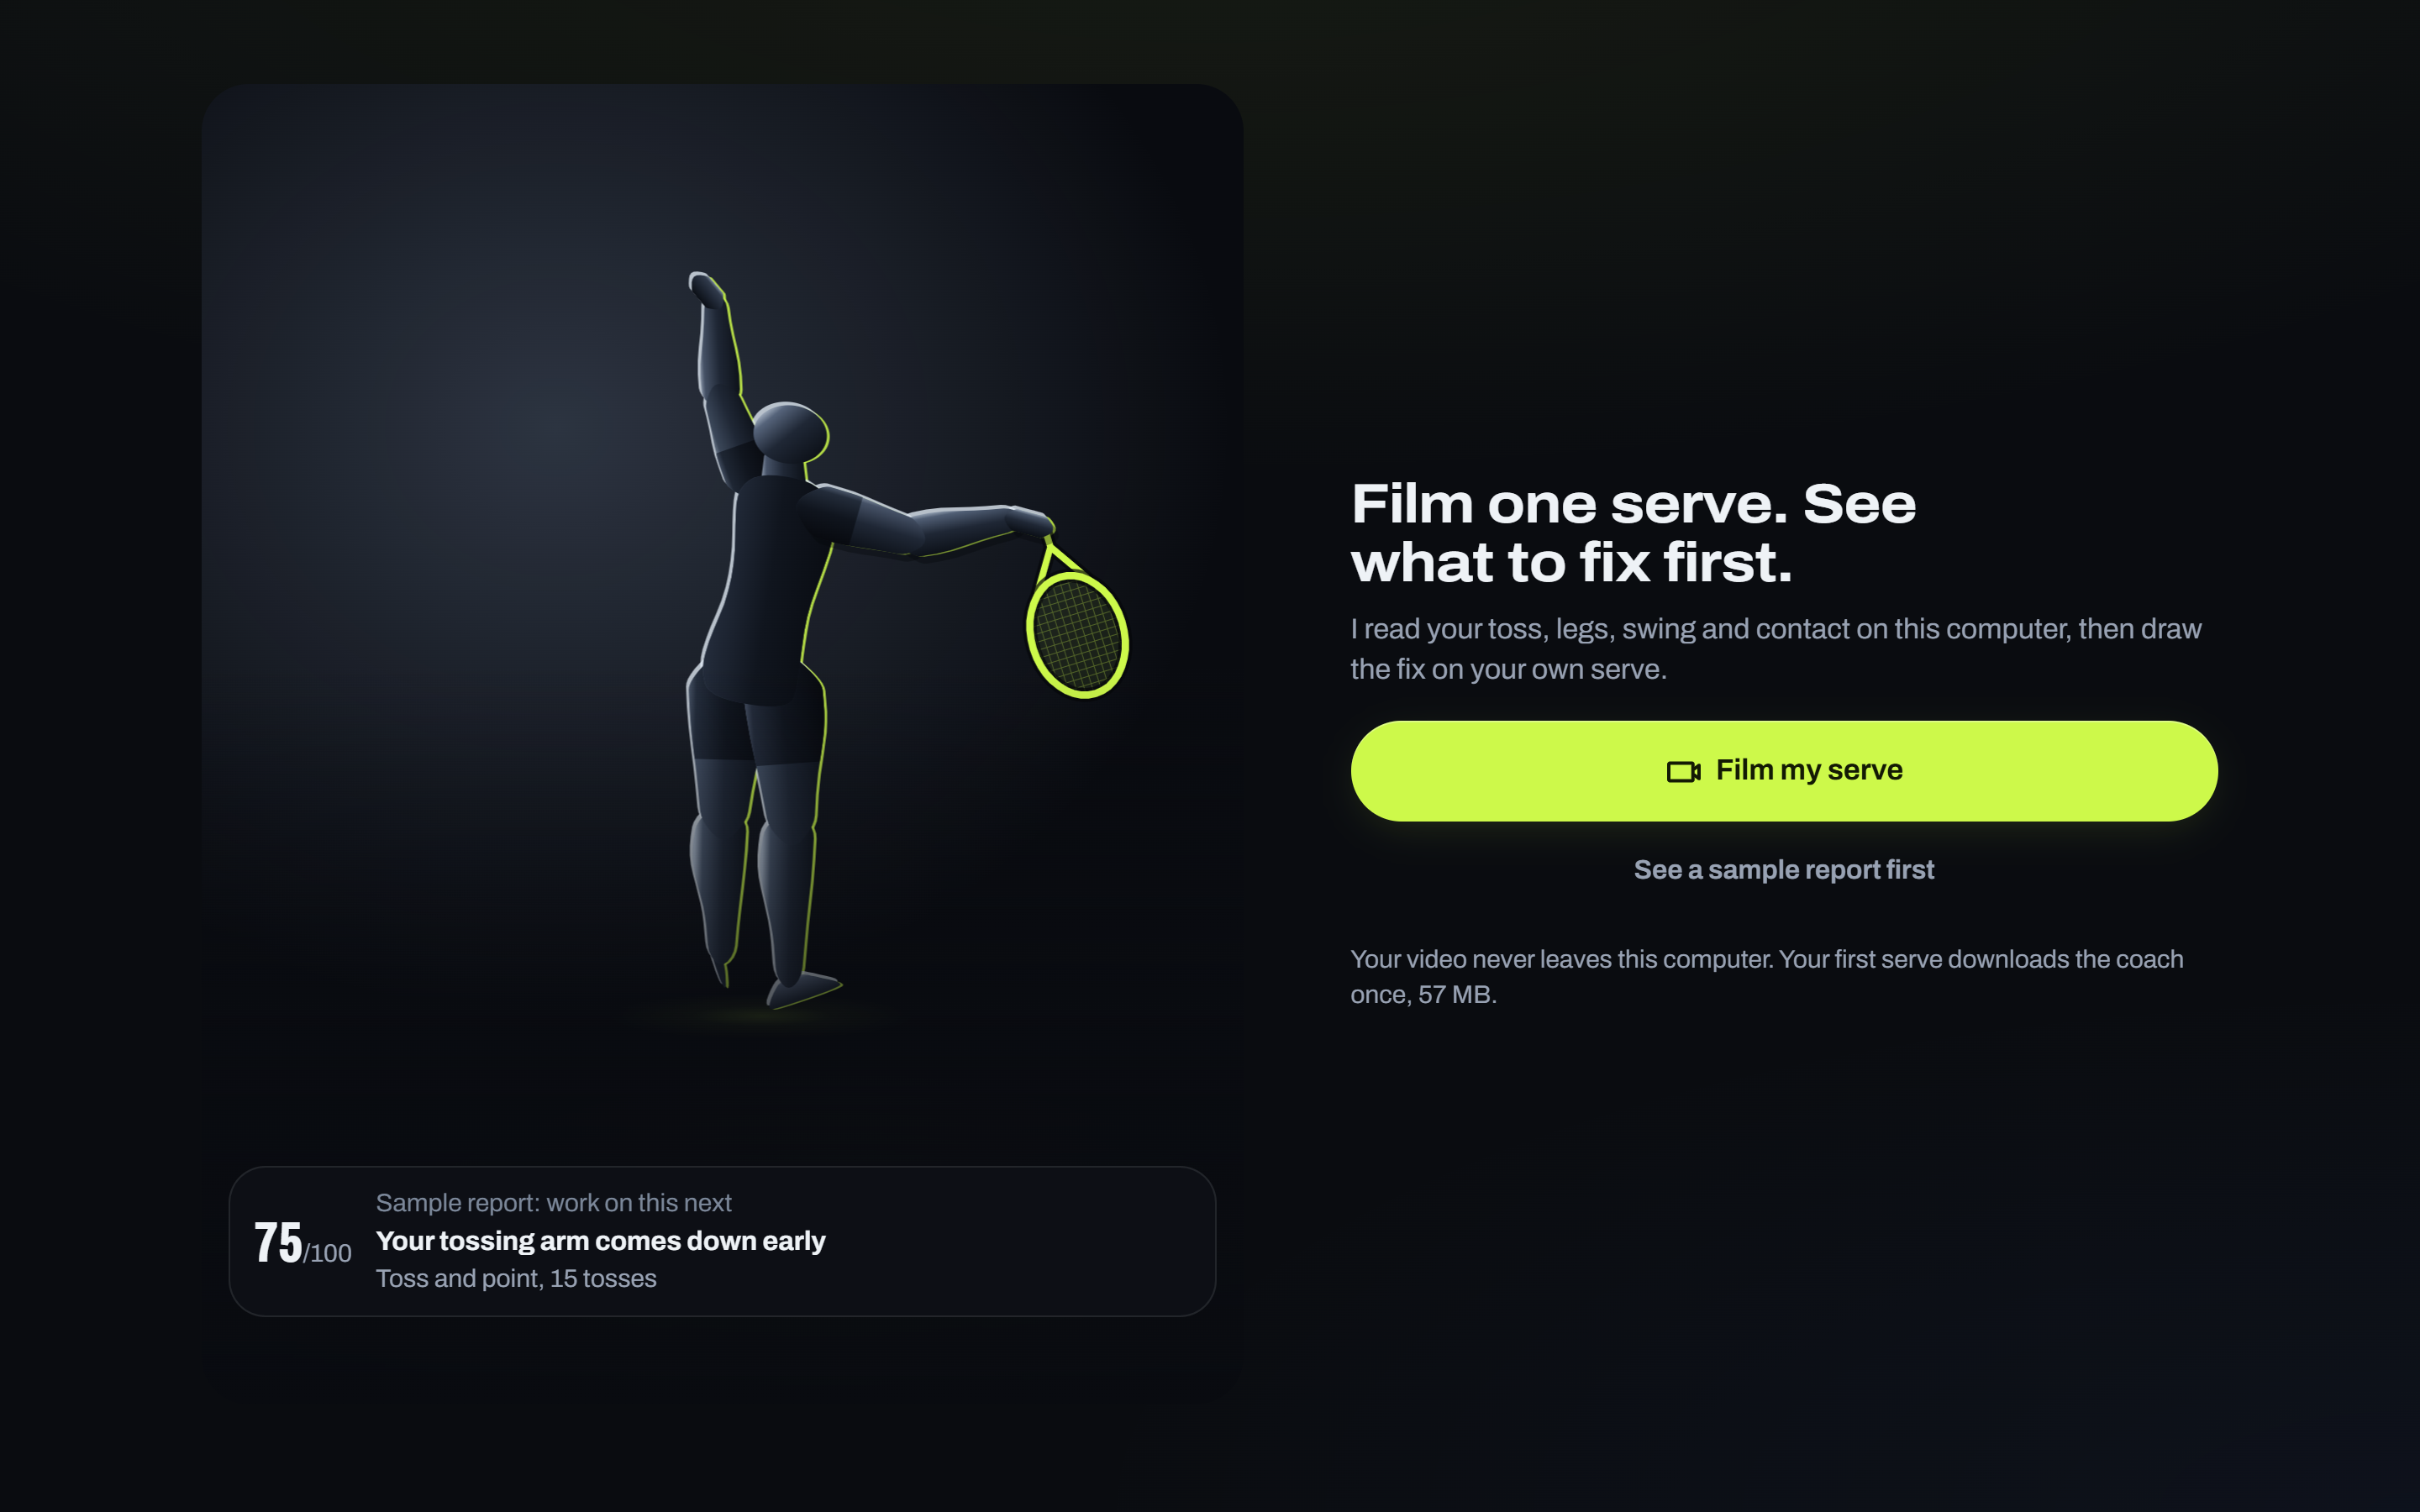 Film one serve. See
what to fix first.
I read your toss, legs, swing and contact on this computer, then draw
the fix on your own serve.
Film my serve
See a sample report first
Your video never leaves this computer. Your first serve downloads the coach
once, 57 MB.
75/100
Sample report: work on this next
Your tossing arm comes down early
Toss and point, 15 tosses